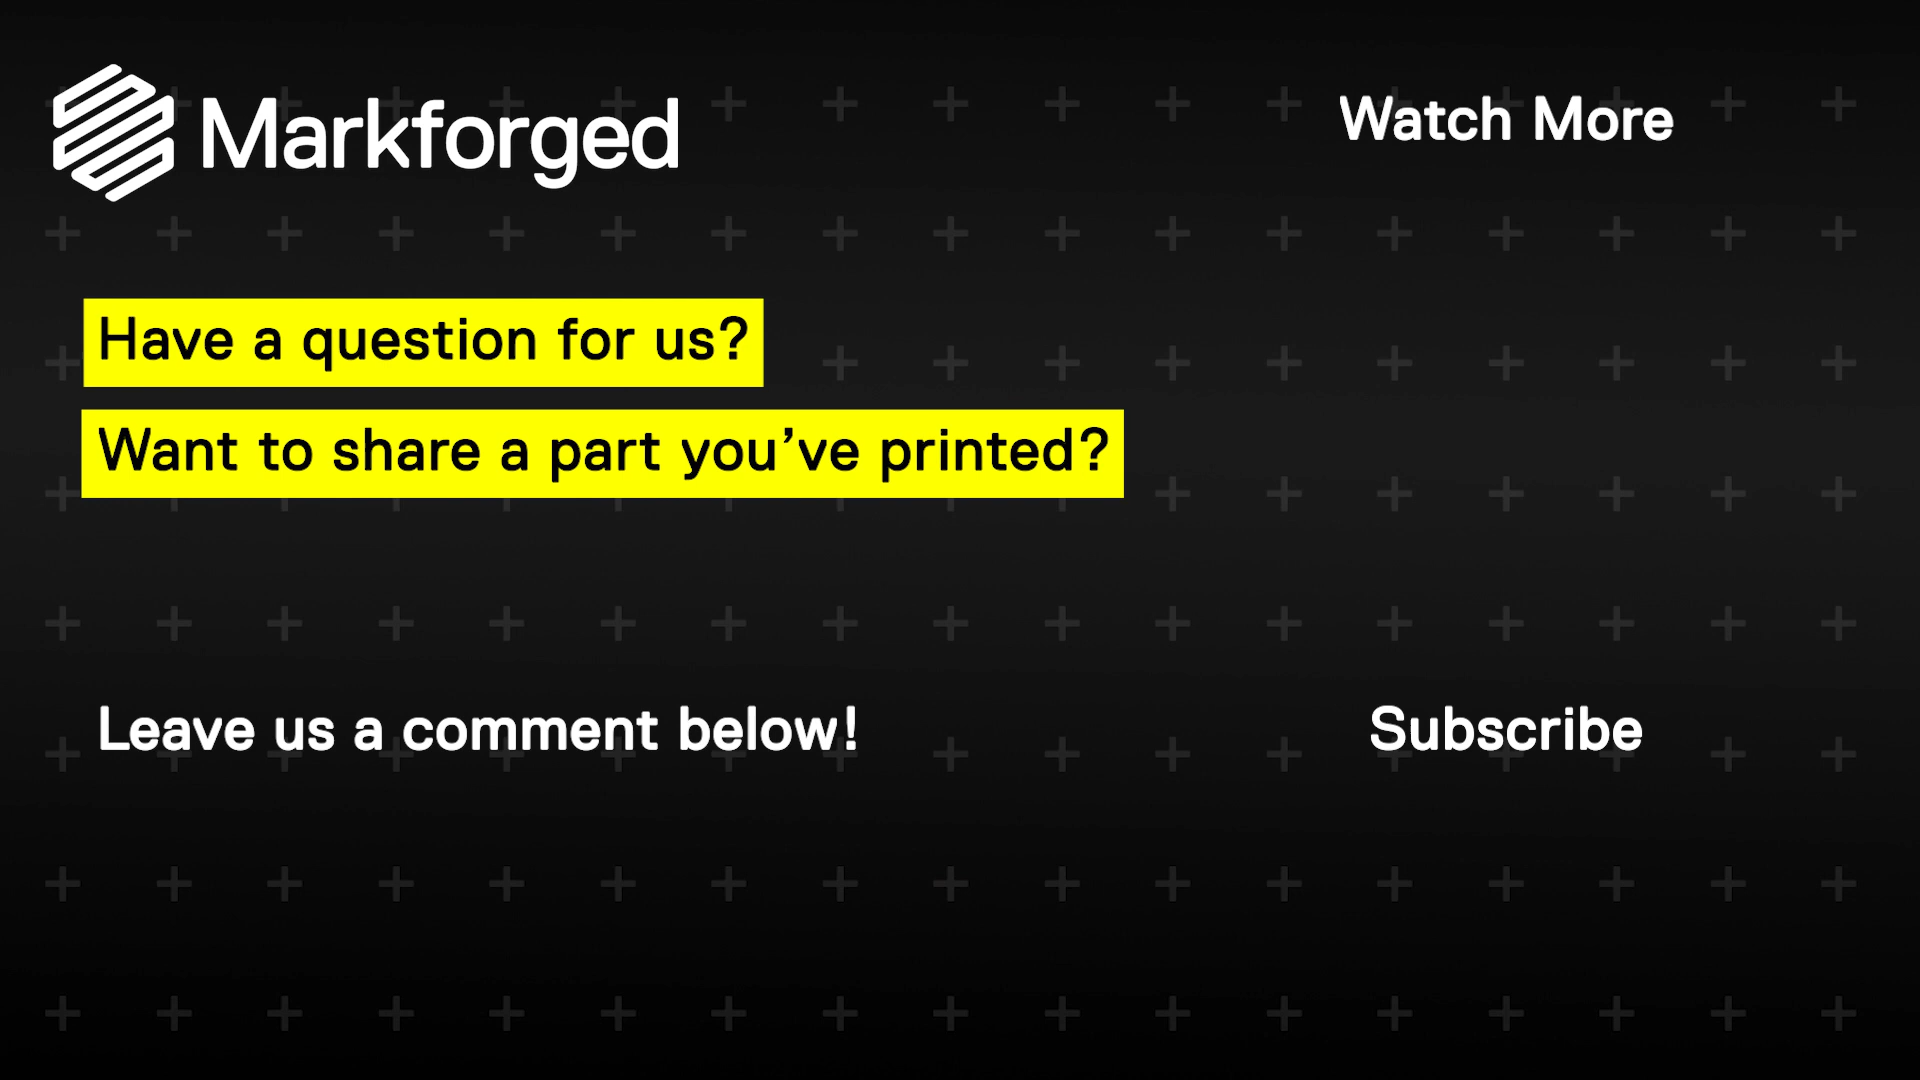 Markforged
Watch More
Have a question for us?
Want to share a part you’ve printed?
Leave us a comment below!
Subscribe